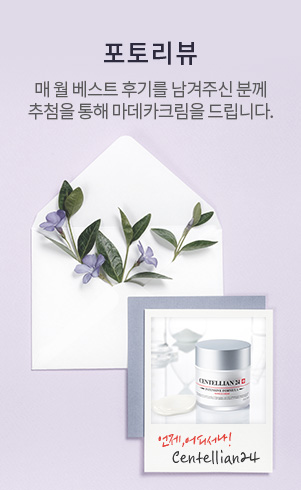 포토리뷰
매 월 베스트 후기를 남겨주신 분께
추첨을 통해 마데카크림을 드립니다.
CENTELLIAN 24
언제,어디서나!
Centellian24